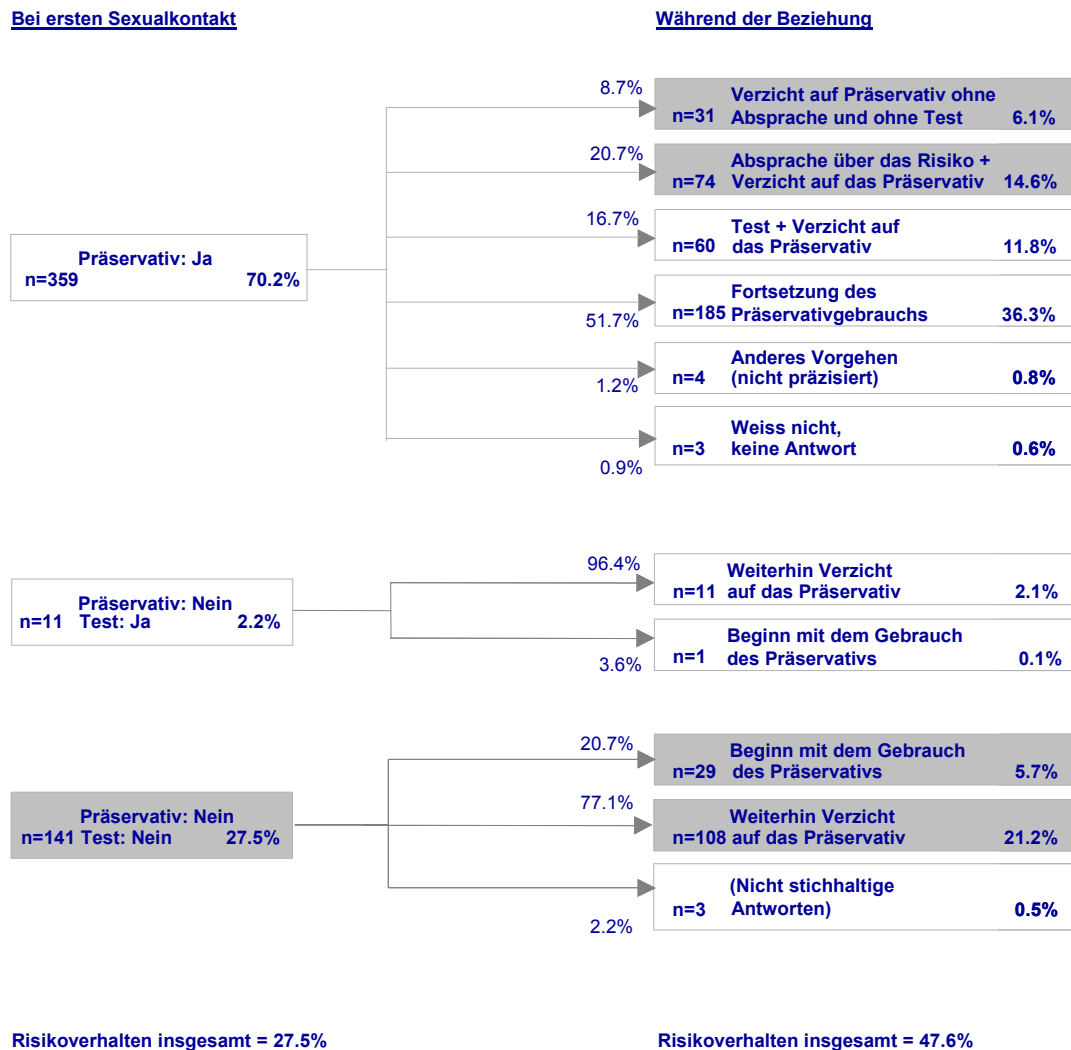 Bei ersten Sexualkontakt
Während der Beziehung
8.7%
Verzicht auf Präservativ ohne
n=31 Absprache und ohne Test 6.1%
20.7%
Absprache über das Risiko +
n=74 Verzicht auf das Präservativ 14.6%
16.7%
Test + Verzicht auf
n=60 das Präservativ 11.8%
Präservativ: Ja
n=359 70.2%
Fortsetzung des
n=185 Präservativgebrauchs 36.3%
51.7%
Anderes Vorgehen
n=4 (nicht präzisiert) 0.8%
1.2%
Weiss nicht,
n=3 keine Antwort 0.6%
0.9%
96.4%
Weiterhin Verzicht
n=11 auf das Präservativ 2.1%
Präservativ: Nein
n=11 Test: Ja 2.2%
Beginn mit dem Gebrauch
n=1 des Präservativs 0.1%
3.6%
20.7%
Beginn mit dem Gebrauch
n=29 des Präservativs 5.7%
77.1%
Präservativ: Nein
n=141 Test: Nein 27.5%
Weiterhin Verzicht
n=108 auf das Präservativ 21.2%
(Nicht stichhaltige
n=3 Antworten) 0.5%
2.2%
Risikoverhalten insgesamt = 27.5%
Risikoverhalten insgesamt = 47.6%